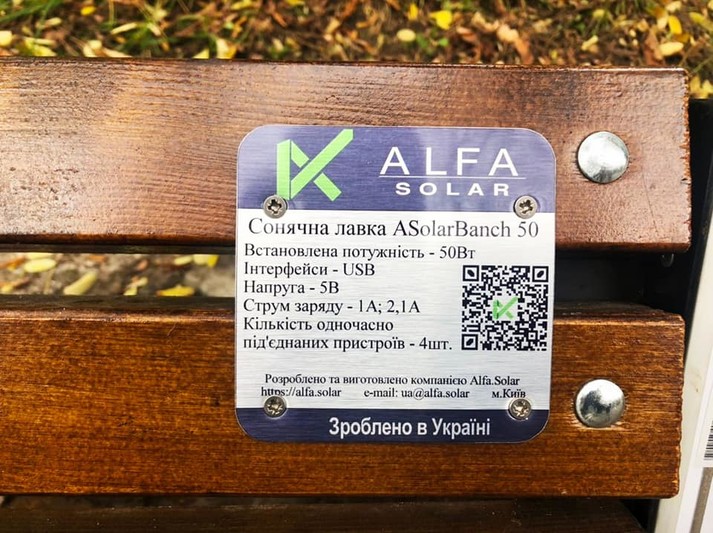 ALFA
SOLAR
Сонячна лавка ASolarBanch 50
Встановлена потужність - 50Вт
Інтерфейси - USB
Напруга - 5В
Струм заряду - 1А; 2,1А
Кількість одночасно
під'єднаних пристроїв - 4шт.
Розроблено та виготовлено компанією Alfa.Solar
https://alfa.solar e-mail: ua@alfa.solar м.Київ
Зроблено в Україні